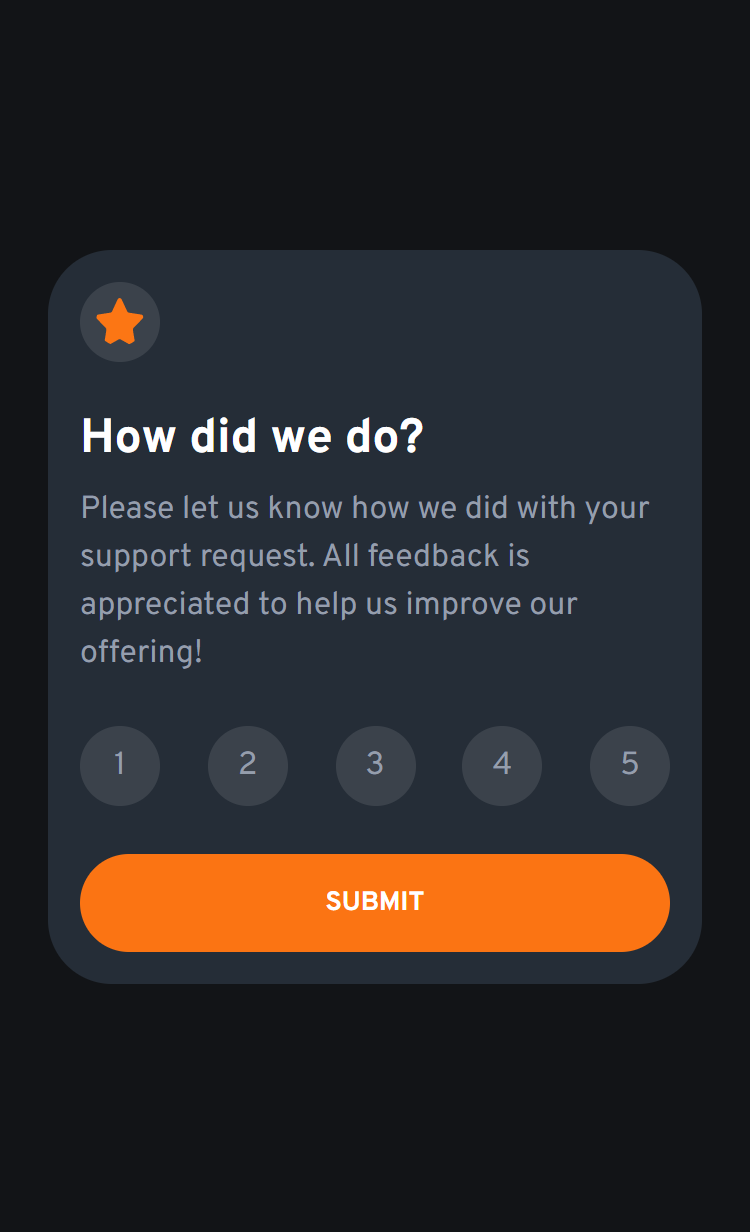 How did we do?
Please let us know how we did with your
support request. All feedback is
appreciated to help us improve our
offering!
1 2 3 4 5
SUBMIT